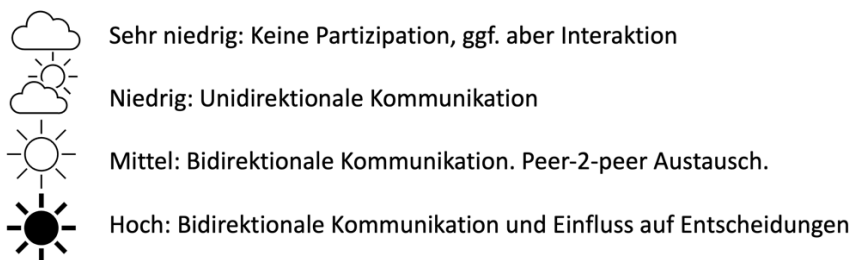 Sehr niedrig: Keine Partizipation, ggf. aber Interaktion
Niedrig: Unidirektionale Kommunikation
Mittel: Bidirektionale Kommunikation. Peer-2-peer Austausch.
Hoch: Bidirektionale Kommunikation und Einfluss auf Entscheidungen